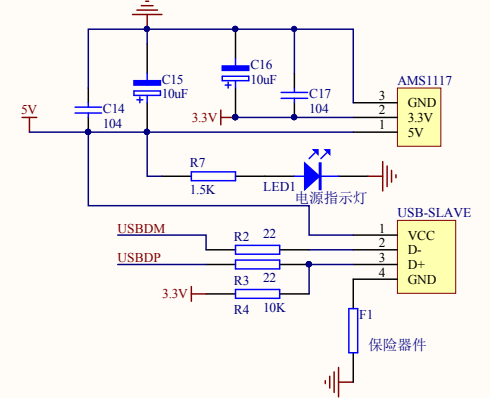 C16
10uF
C15
10uF
C17
104
AMS1117
3
GND
2
3.3V
1
5V
5V
C14
104
3.3V
R7
1.5K
LED1
电源指示灯
USB-SLAVE
USBDM
R2
22
1
VCC
2
D-
USBDP
3
D+
R3
22
4
GND
3.3V
R4
10K
F1
保险器件